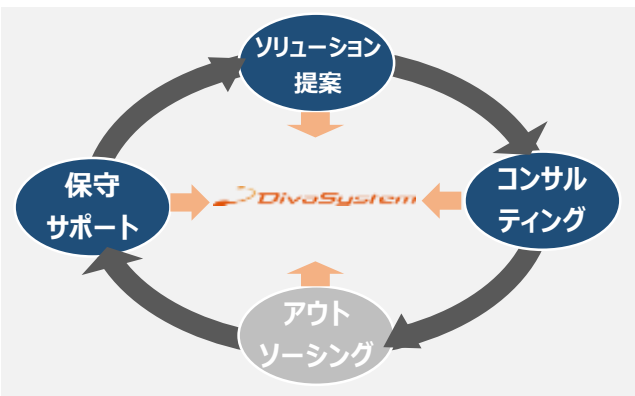 ソリューション
提案
保守
サポート
DivaSystem
コンサル
ティング
アウト
ソーシング